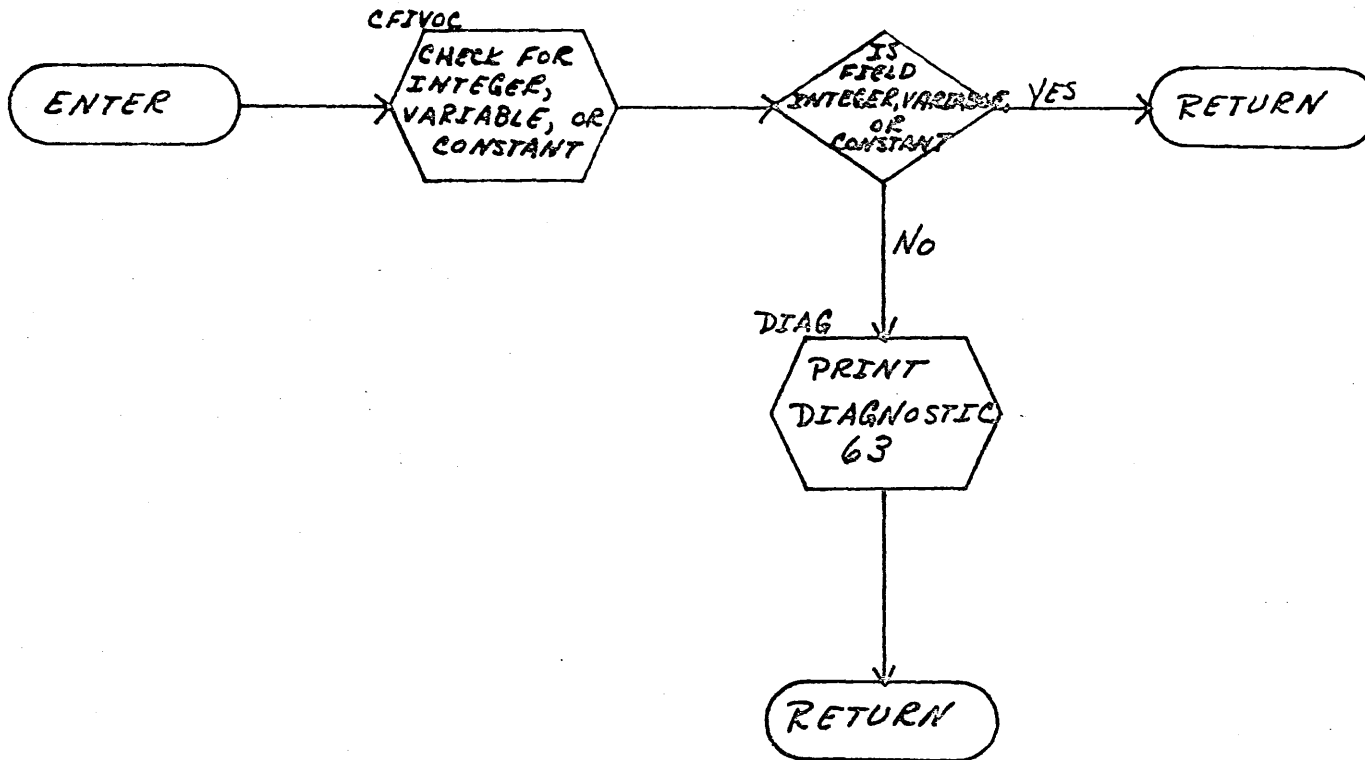 ENTER
CFIVOC
CHECK FOR
INTEGER,
VARIABLE, OR
CONSTANT
IS
FIELD
INTEGER, VARIABLE,
OR
CONSTANT
YES
RETURN
NO
DIAG
PRINT
DIAGNOSTIC
63
RETURN